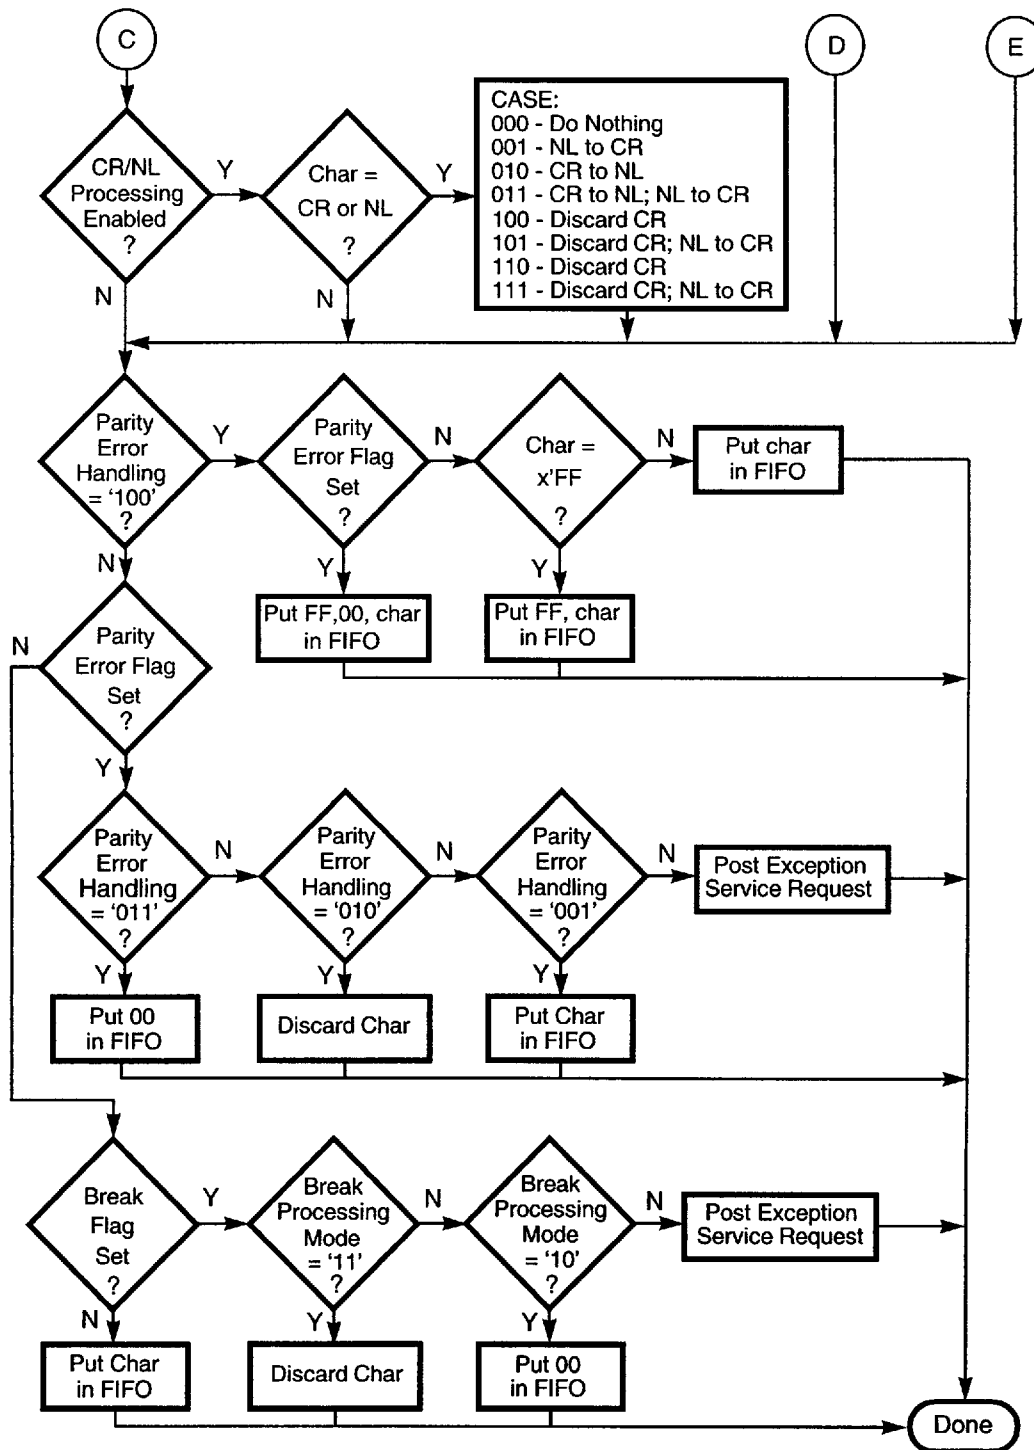 C
D
E
CR/NL
Processing
Enabled
?
Y
N
Char =
CR or NL
?
Y
N
CASE:
000 - Do Nothing
001 - NL to CR
010 - CR to NL
011 - CR to NL; NL to CR
100 - Discard CR
101 - Discard CR; NL to CR
110 - Discard CR
111 - Discard CR; NL to CR
Parity
Error
Handling
= ‘100’
?
Y
N
Parity
Error Flag
Set
?
N
Y
Char =
x’FF
?
N
Y
Put char
in FIFO
Put FF,00, char
in FIFO
Put FF, char
in FIFO
N
Parity
Error Flag
Set
?
Y
Parity
Error
Handling
= ‘011’
?
N
Y
Parity
Error
Handling
= ‘010’
?
N
Y
Parity
Error
Handling
= ‘001’
?
N
Y
Post Exception
Service Request
Put 00
in FIFO
Discard Char
Put Char
in FIFO
Break
Flag
Set
?
Y
N
Break
Processing
Mode
= ‘11’
?
N
Y
Break
Processing
Mode
= ‘10’
?
N
Y
Post Exception
Service Request
Put Char
in FIFO
Discard Char
Put 00
in FIFO
Done